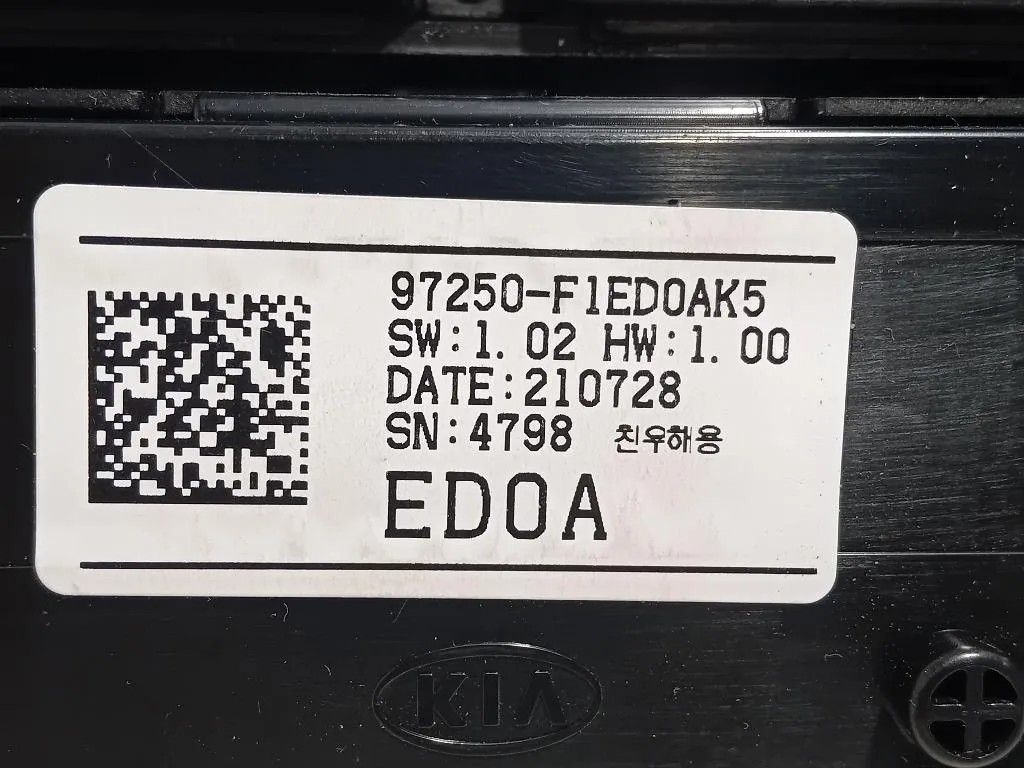 97250-F1ED0AK5
SW:1. 02 HW:1. 00
DATE:210728
SN:4798 친우해용
ED0A
KIA